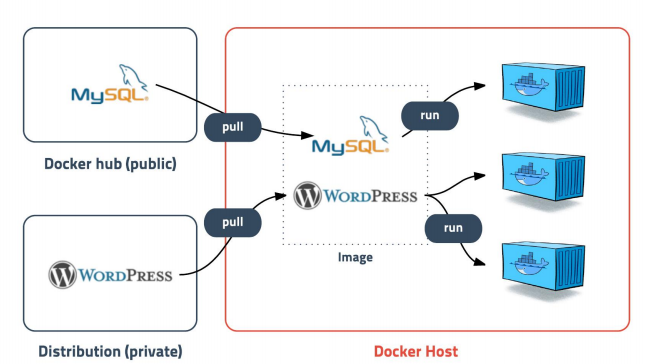 MySQL®
pull
Docker hub (public)
MySQL®
run
WORDPRESS
Image
run
pull
WORDPRESS
Distribution (private)
Docker Host